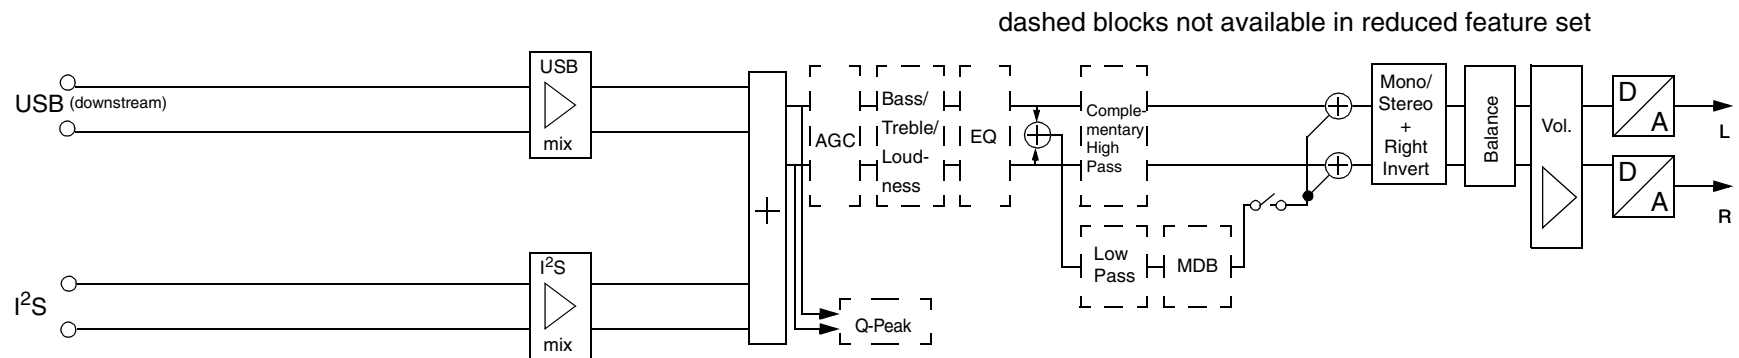 dashed blocks not available in reduced feature set
USB (downstream)
USB
mix
I²S
I²S
mix
+
AGC
Bass/
Treble/
Loud-
ness
EQ
+
Comple-
mentary
High
Pass
Low
Pass
MDB
Q-Peak
+
+
Mono/
Stereo
+
Right
Invert
Balance
Vol.
D
A
L
D
A
R